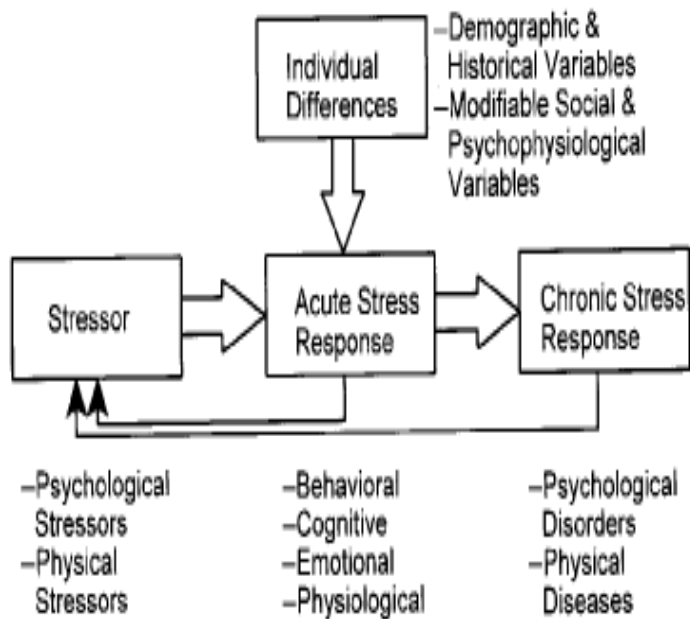 Individual
Differences
–Demographic &
Historical Variables
–Modifiable Social &
Psychophysiological
Variables
Stressor
Acute Stress
Response
Chronic Stress
Response
–Psychological
Stressors
–Physical
Stressors
–Behavioral
–Cognitive
–Emotional
–Physiological
–Psychological
Disorders
–Physical
Diseases